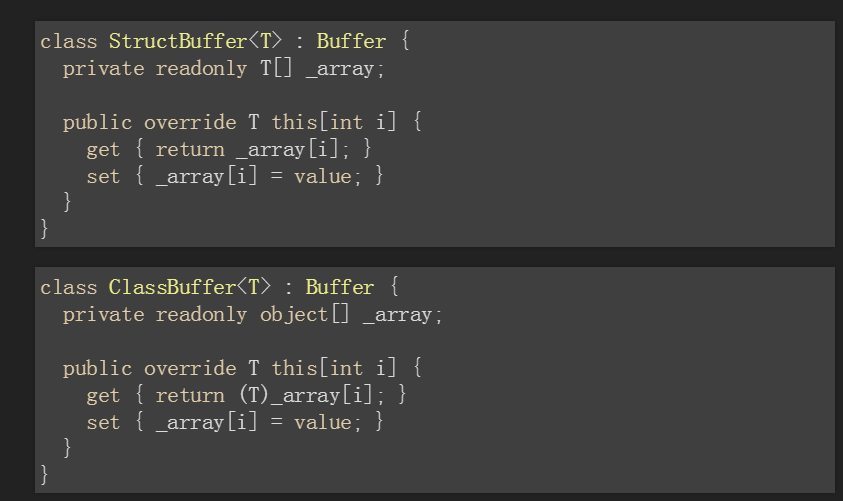 class StructBuffer<T> : Buffer {
  private readonly T[] _array;

  public override T this[int i] {
    get { return _array[i]; }
    set { _array[i] = value; }
  }
}

class ClassBuffer<T> : Buffer {
  private readonly object[] _array;

  public override T this[int i] {
    get { return (T)_array[i]; }
    set { _array[i] = value; }
  }
}